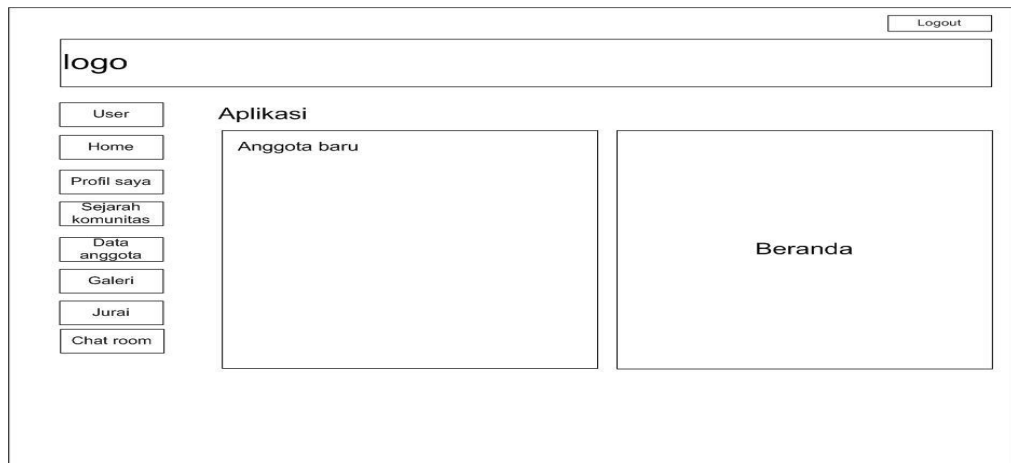 Logout
logo
User
Home
Profil saya
Sejarah
komunitas
Data
anggota
Galeri
Jurai
Chat room
Aplikasi
Anggota baru
Beranda